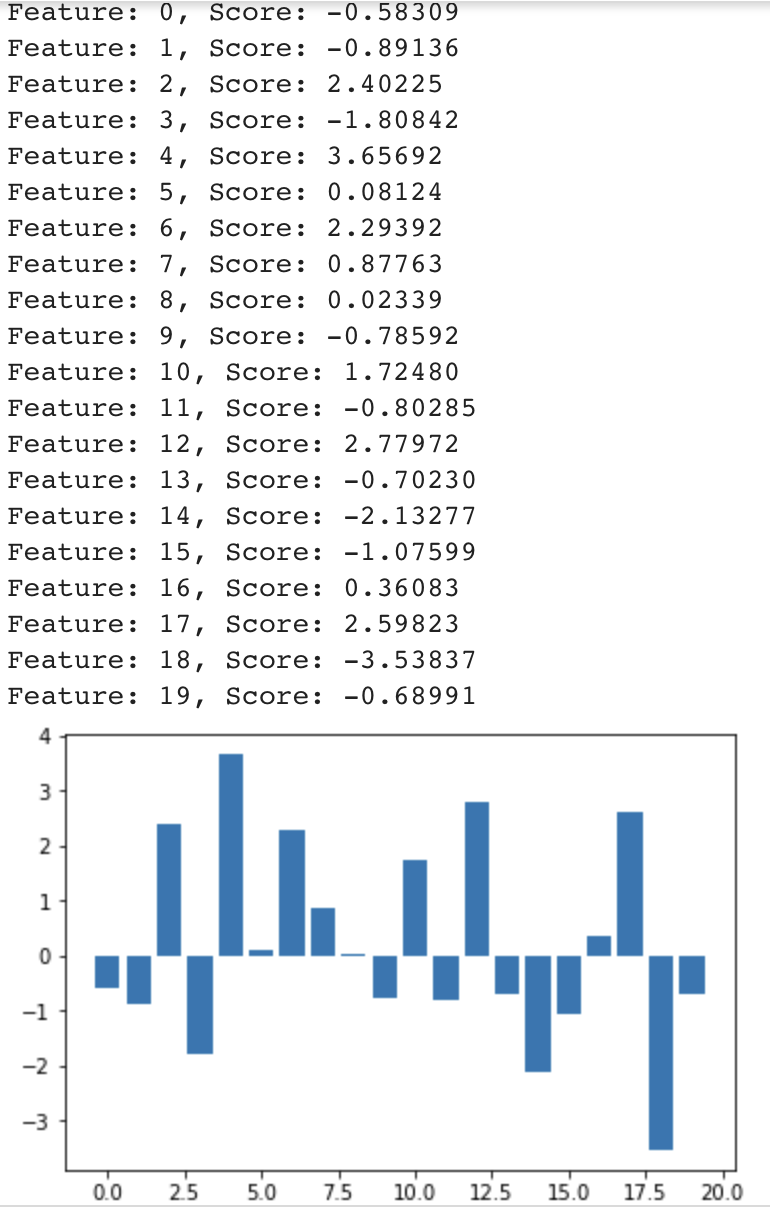 Feature: 0, Score: -0.58309
Feature: 1, Score: -0.89136
Feature: 2, Score: 2.40225
Feature: 3, Score: -1.80842
Feature: 4, Score: 3.65692
Feature: 5, Score: 0.08124
Feature: 6, Score: 2.29392
Feature: 7, Score: 0.87763
Feature: 8, Score: 0.02339
Feature: 9, Score: -0.78592
Feature: 10, Score: 1.72480
Feature: 11, Score: -0.80285
Feature: 12, Score: 2.77972
Feature: 13, Score: -0.70230
Feature: 14, Score: -2.13277
Feature: 15, Score: -1.07599
Feature: 16, Score: 0.36083
Feature: 17, Score: 2.59823
Feature: 18, Score: -3.53837
Feature: 19, Score: -0.68991
4
3
2
1
0
−1
−2
−3
0.0 2.5 5.0 7.5 10.0 12.5 15.0 17.5 20.0